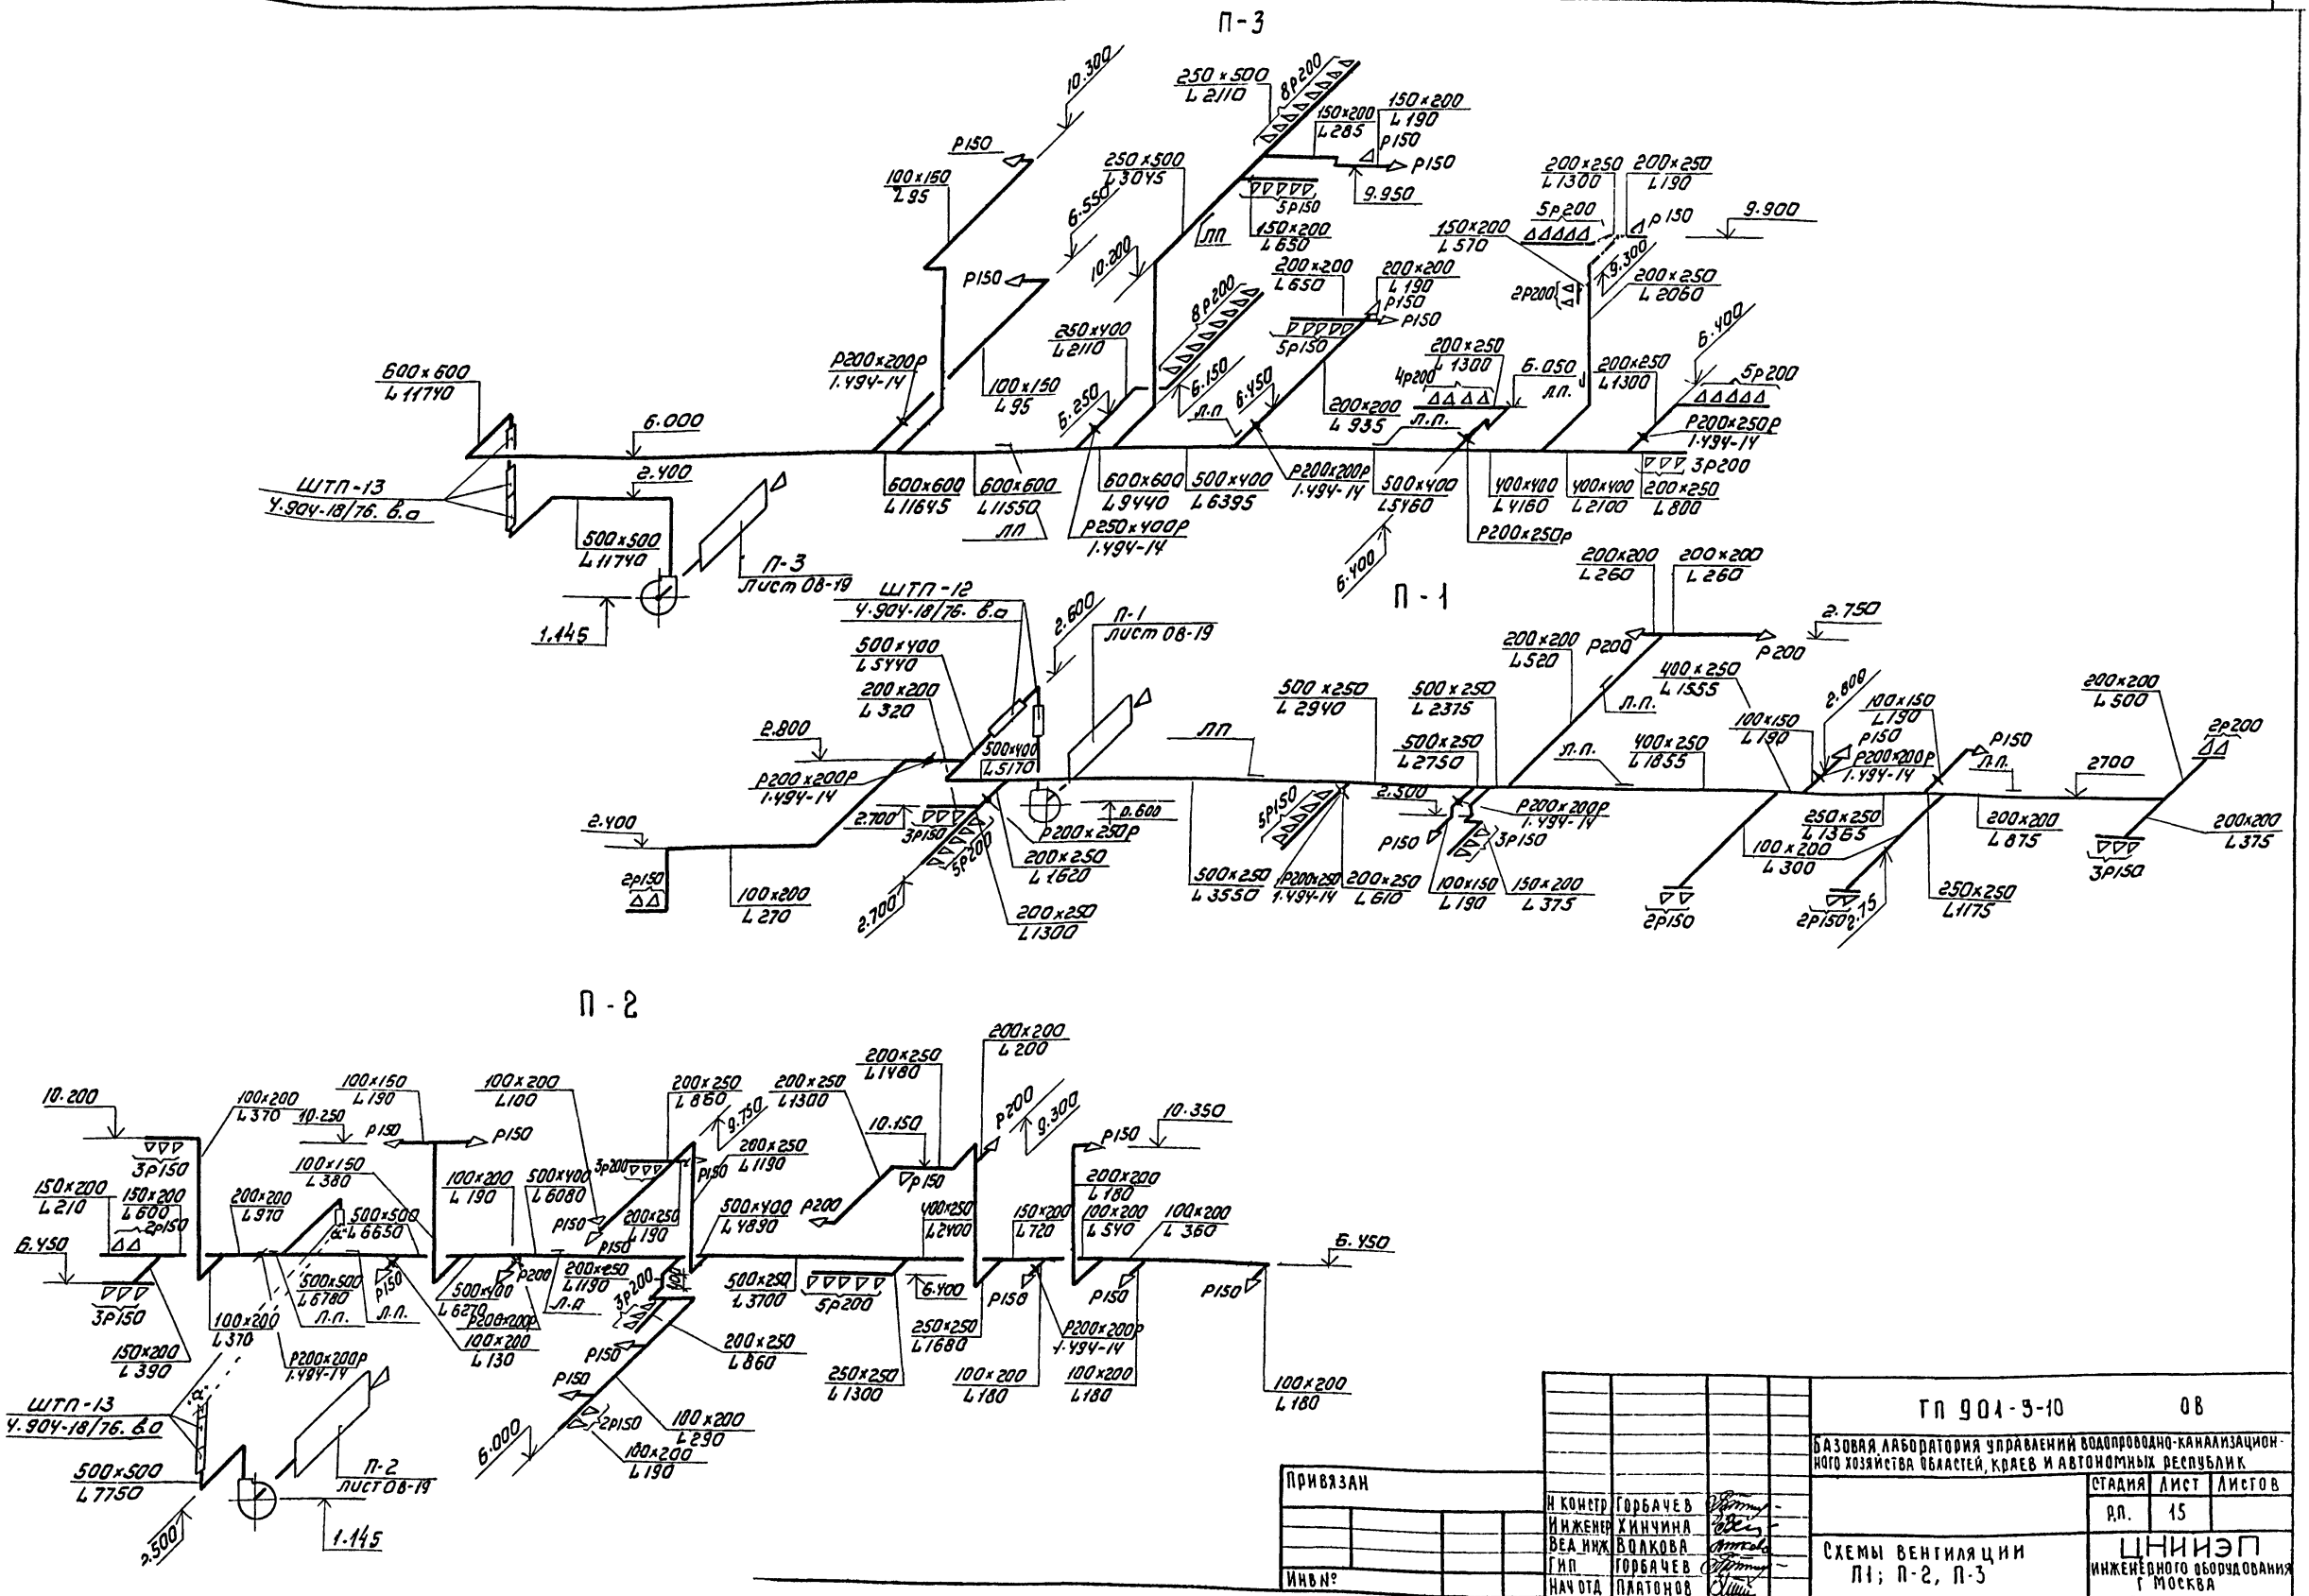 П-3
10.300
250×500
L 2110
8Р200
150×200
L 190
150×200
L 285
Р150
Р150
Р150
100×150
L 95
250×500
L 3045
9.950
5Р150
150×200
L 650
ЛП
6.550
10.200
Р150
200×250
L 1300
200×250
L 190
5Р200
Р150
9.900
150×200
L 570
9.300
200×250
L 2060
2Р200
200×200
L 650
200×200
L 190
Р150
Р150
5Р150
8Р200
250×400
L 2110
Р200×200Р
1.494-14
100×150
L 95
6.250
6.150
Л.П.
6.450
200×200
L 935
200×250
L 1300
4Р200
6.050
Л.П.
Л.П.
200×250
L 1300
6.400
5Р200
Р200×250Р
1.494-14
3Р200
600×600
L 11740
6.000
ШТП-13
4.904-18/76. в.о
2.400
500×500
L 11740
П-3
Лист ОВ-19
1.145
600×600
L 11645
600×600
L 11550
ЛП
600×600
L 9440
500×400
L 6395
Р250×400Р
1.494-14
Р200×200Р
1.494-14
500×400
L 5460
400×400
L 4160
400×400
L 2100
200×250
L 800
Р200×250Р
6.400
П-1
ШТП-12
4.904-18/76. в.о
2.600
П-1
Лист ОВ-19
500×400
L 5440
200×200
L 320
2.800
Р200×200Р
1.494-14
500×400
L 5170
2.700
3Р150
5Р200
2.400
2Р150
100×200
L 270
2.700
0.600
Р200×250Р
200×250
L 1620
200×250
L 1300
ЛП
500×250
L 2940
500×250
L 2375
500×250
L 2750
200×200
L 260
200×200
L 260
2.750
Р200
Р200
200×200
L 520
Л.П.
400×250
L 1555
2.800
100×150
L 190
100×150
L 190
Р150
Р200×200Р
1.494-14
Р150
Л.П.
200×200
L 500
2Р200
2700
Л.П.
400×250
L 1855
5Р150
2.500
Р150
Р200×200Р
1.494-14
3Р150
500×250
L 3550
Р200×250
1.494-14
200×250
L 610
100×150
L 190
150×200
L 375
250×250
L 1365
200×200
L 875
200×200
L 375
3Р150
100×200
L 300
2Р150
2Р150
2.75
250×250
L 1175
П-2
10.200
3Р150
100×200
L 370
10.250
100×150
L 190
Р150
Р150
100×150
L 380
100×200
L 100
200×250
L 860
9.750
3Р200
Р150
200×250
L 1190
200×250
L 1300
200×250
L 1480
200×200
L 200
Р200
9.300
10.150
Р150
Р200
10.350
Р150
150×200
L 210
150×200
L 600
2Р150
200×200
L 970
500×500
L 6650
100×200
L 190
500×400
L 6080
Р150
200×250
L 190
500×400
L 4890
400×250
L 2400
150×200
L 720
200×200
L 180
100×200
L 540
100×200
L 360
6.450
6.450
3Р150
150×200
L 390
100×200
L 370
500×500
L 6780
Л.П.
Л.П.
Р150
Р200×200Р
1.494-14
500×400
L 6270
Р200×200Р
100×200
L 130
Р200
Р150
200×250
L 1190
Л.П
3Р200
500×250
L 3700
5Р200
6.400
250×250
L 1300
250×250
L 1680
Р150
100×200
L 180
Р200×200Р
1.494-14
Р150
100×200
L 180
Р150
100×200
L 180
200×250
L 860
Р150
Р150
2Р150
100×200
L 290
100×200
L 190
6.000
ШТП-13
4.904-18/76. в.о
"а"
500×500
L 7750
2.500
П-2
Лист ОВ-19
1.145
ТП 901-9-10 ОВ
БАЗОВАЯ ЛАБОРАТОРИЯ УПРАВЛЕНИЙ ВОДОПРОВОДНО-КАНАЛИЗАЦИОН-
НОГО ХОЗЯЙСТВА ОБЛАСТЕЙ, КРАЕВ И АВТОНОМНЫХ РЕСПУБЛИК
СТАДИЯ ЛИСТ ЛИСТОВ
Р.П. 15
ПРИВЯЗАН
ИНВ№
Н КОНСТР ГОРБАЧЕВ
ИНЖЕНЕР ХИНЧИНА
ВЕД ИНЖ ВОЛКОВА
ГИП ГОРБАЧЕВ
НАЧ ОТД ПЛАТОНОВ
СХЕМЫ ВЕНТИЛЯЦИИ
П1; П-2, П-3
ЦНИИЭП
ИНЖЕНЕРНОГО ОБОРУДОВАНИЯ
Г МОСКВА